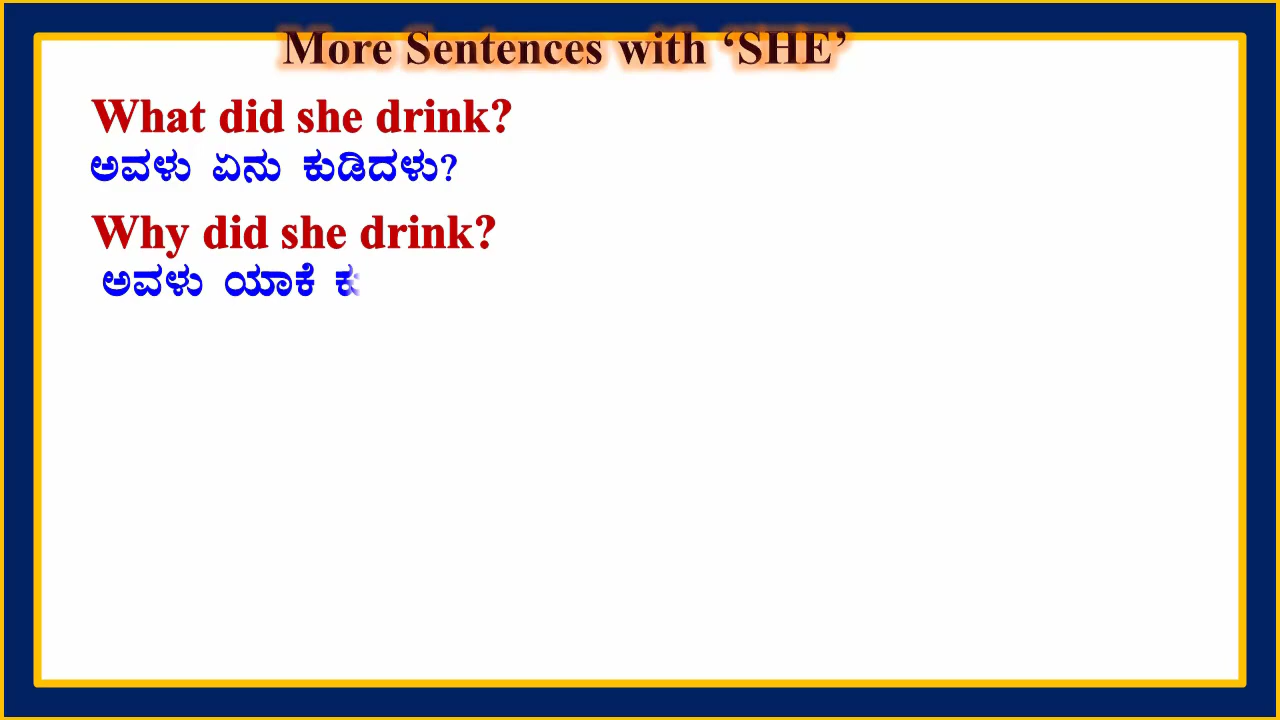 More Sentences with ‘SHE’
What did she drink?
ಅವಳು ಏನು ಕುಡಿದಳು?
Why did she drink?
ಅವಳು ಯಾಕೆ